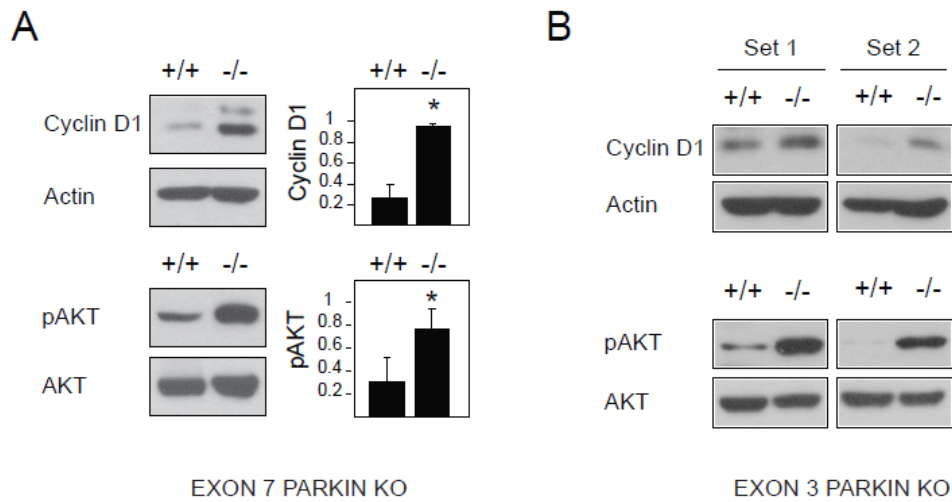 A
+/+ -/-
Cyclin D1
Actin
+/+ -/-
Cyclin D1
1
0.8
0.6
0.4
0.2
*
+/+ -/-
pAKT
AKT
+/+ -/-
pAKT
1
0.8
0.6
0.4
0.2
*
EXON 7 PARKIN KO
B
Set 1 Set 2
+/+ -/- +/+ -/-
Cyclin D1
Actin
+/+ -/- +/+ -/-
pAKT
AKT
EXON 3 PARKIN KO